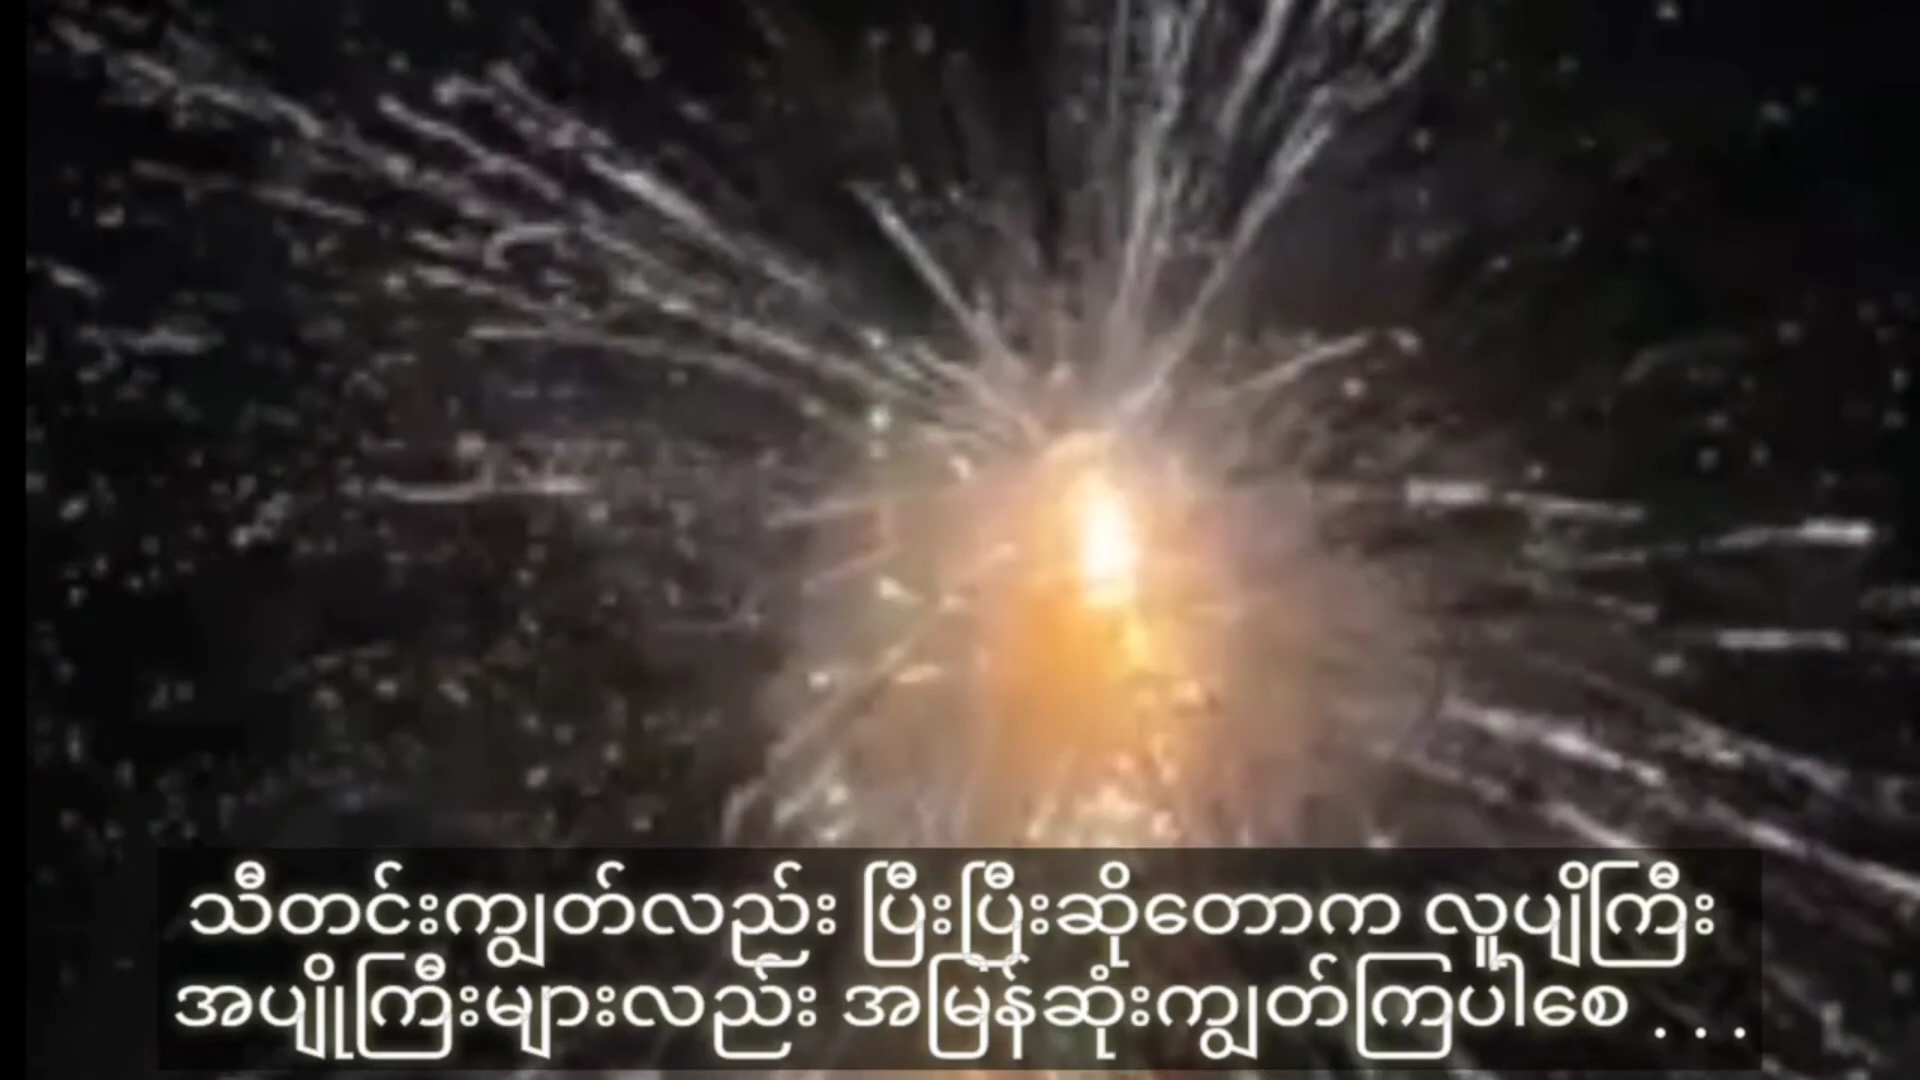 သီတင်းကျွတ်လည်း ပြီးပြီးဆိုတောက လူပျိုကြီး
အပျိုကြီးများလည်း အမြန်ဆုံးကျွတ်ကြပါစေ . . .